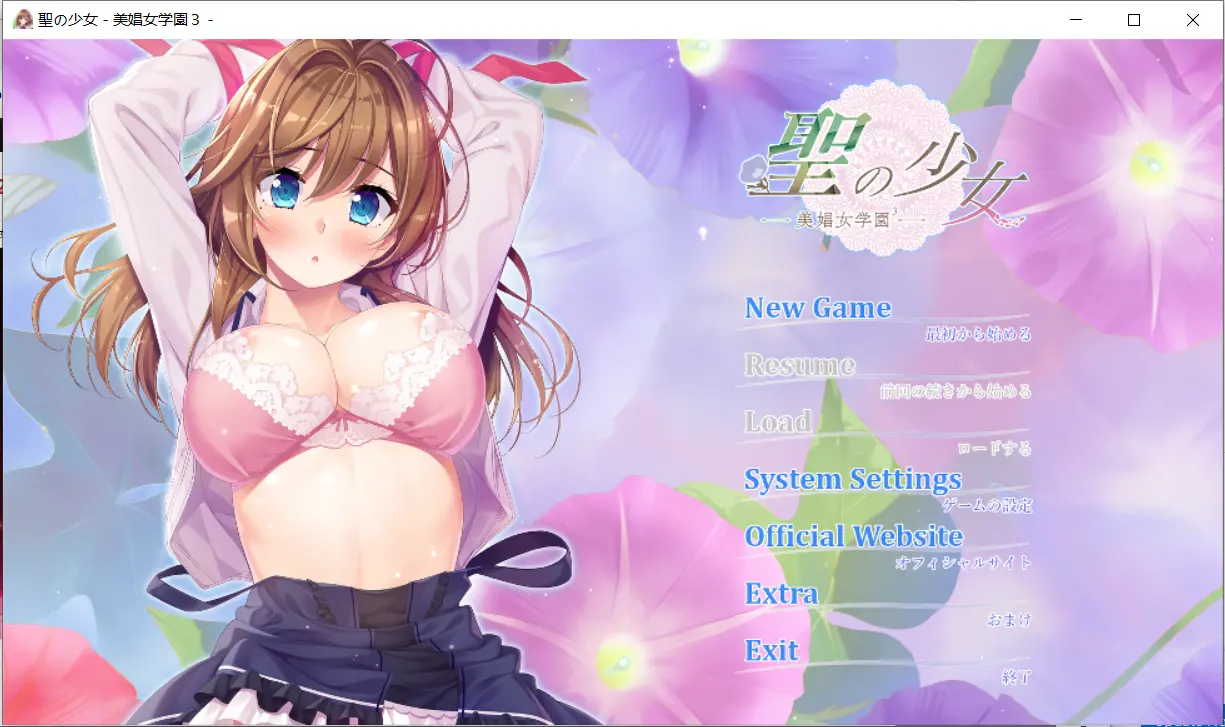 聖の少女 - 美娼女学園３ -
聖の少女
美娼女学園3
New Game
最初から始める
Resume
前回の続きから始める
Load
ロードする
System Settings
ゲームの設定
Official Website
オフィシャルサイト
Extra
おまけ
Exit
終了